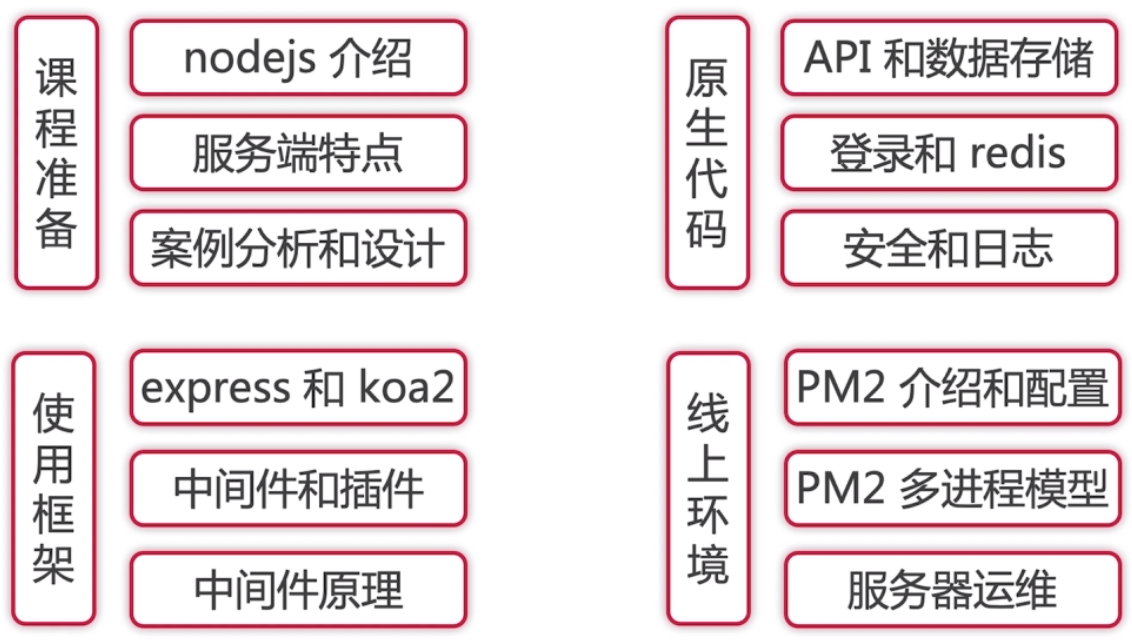 课程准备
nodejs 介绍
服务端特点
案例分析和设计
原生代码
API 和数据存储
登录和 redis
安全和日志
使用框架
express 和 koa2
中间件和插件
中间件原理
线上环境
PM2 介绍和配置
PM2 多进程模型
服务器运维